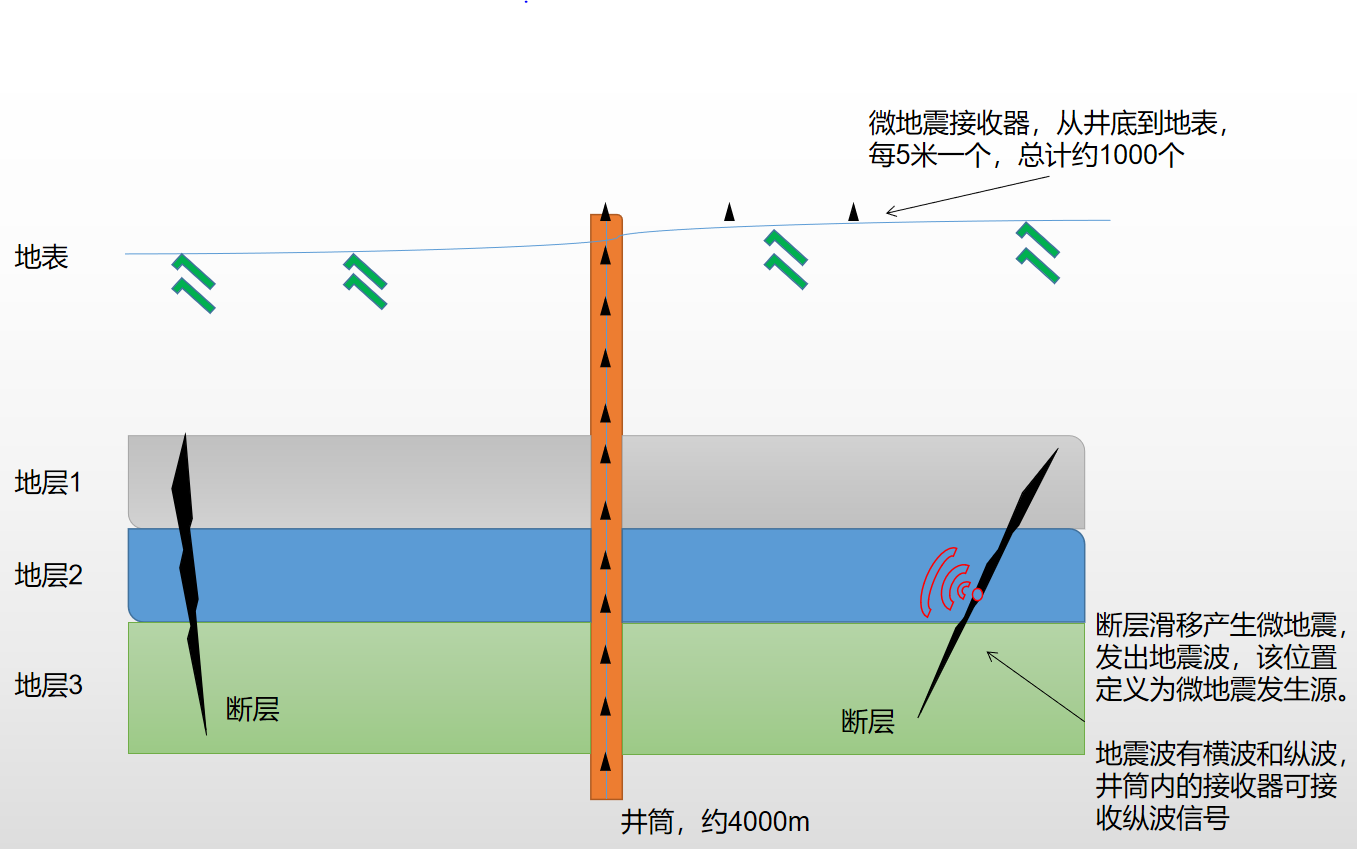 微地震接收器，从井底到地表，
每5米一个，总计约1000个
地表
地层1
地层2
地层3
断层
断层
断层滑移产生微地震，
发出地震波，该位置
定义为微地震发生源。
地震波有横波和纵波，
井筒内的接收器可接
收纵波信号
井筒，约4000m